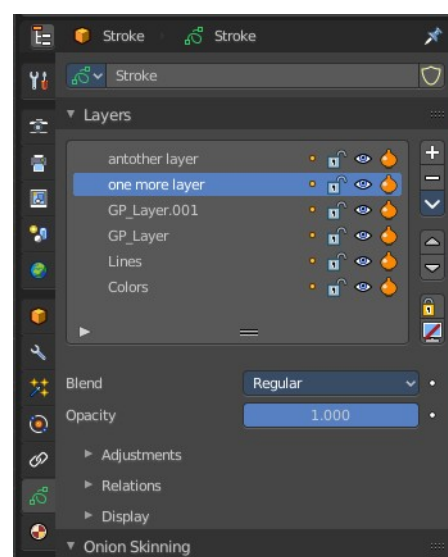 Stroke Stroke
Stroke
Layers
antother layer
one more layer
GP_Layer.001
GP_Layer
Lines
Colors
Blend Regular
Opacity 1.000
Adjustments
Relations
Display
Onion Skinning